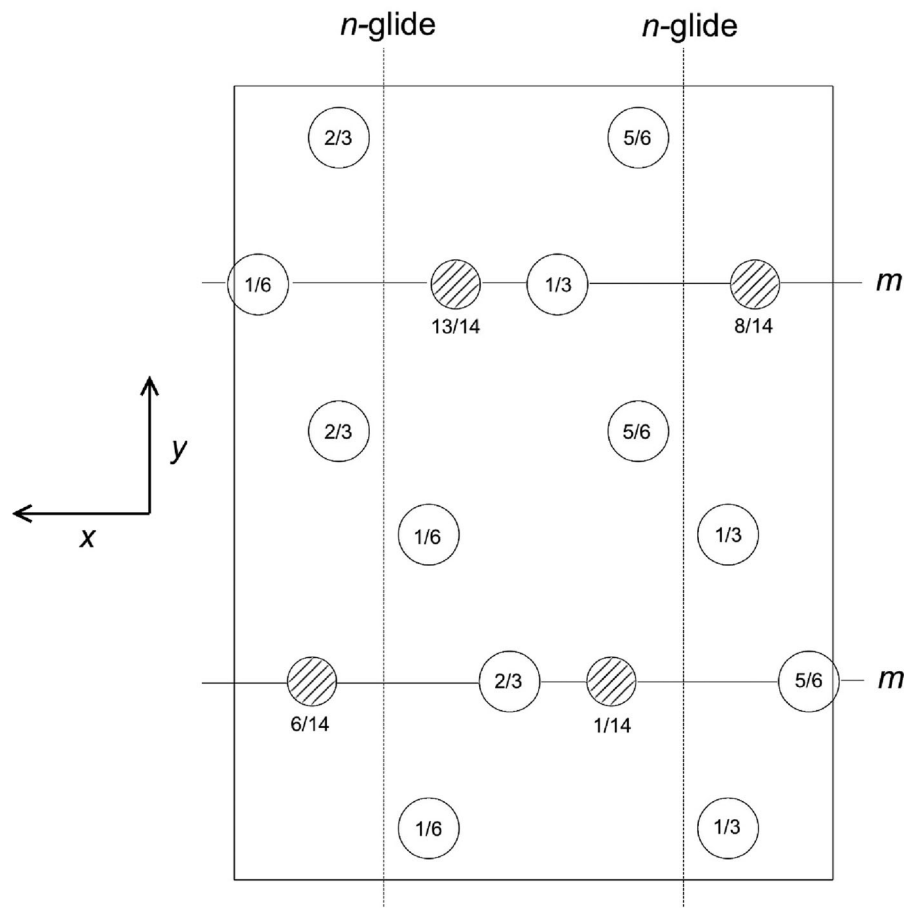 n-glide n-glide
2/3 5/6
1/6 1/3 m
13/14 8/14
2/3 5/6
y
x
1/6 1/3
2/3 5/6 m
6/14 1/14
1/6 1/3